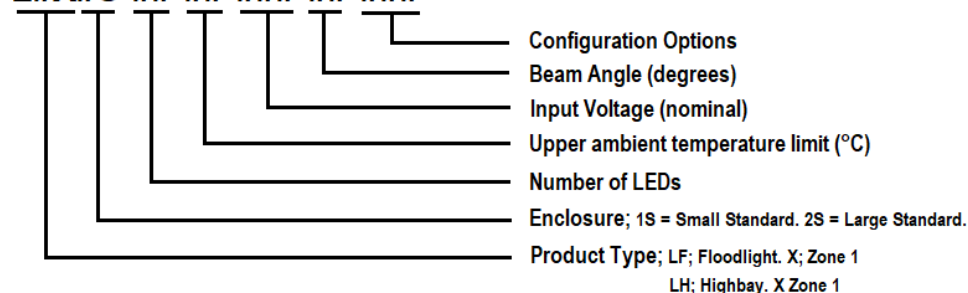 Configuration Options
Beam Angle (degrees)
Input Voltage (nominal)
Upper ambient temperature limit (°C)
Number of LEDs
Enclosure; 1S = Small Standard. 2S = Large Standard.
Product Type; LF; Floodlight. X; Zone 1
LH; Highbay. X Zone 1